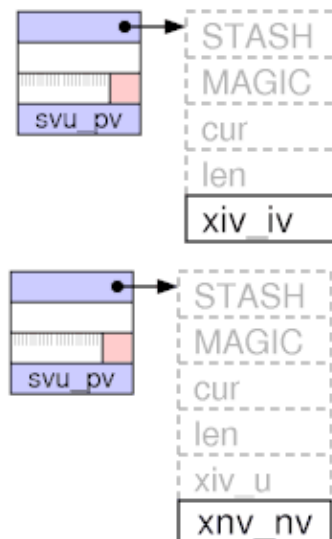 STASH
MAGIC
cur
len
svu_pv
xiv_iv
STASH
MAGIC
cur
len
svu_pv
xiv_u
xnv_nv